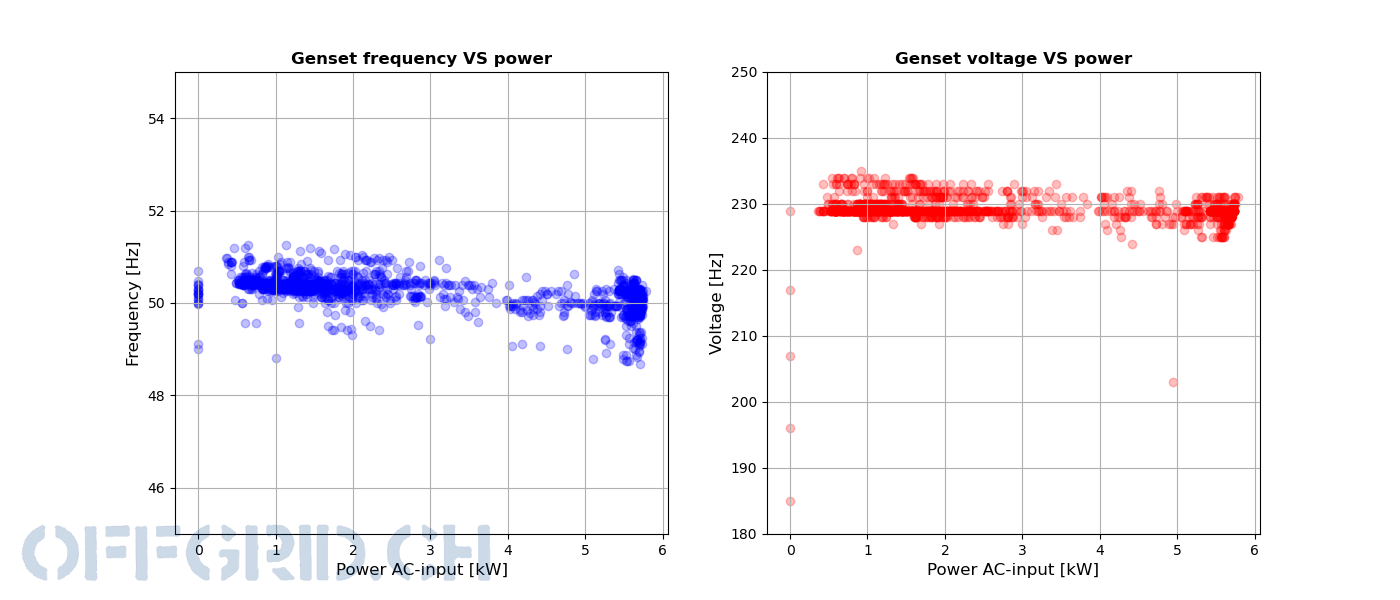 Genset frequency VS power
54
52
50
48
46
Frequency [Hz]
0 1 2 3 4 5 6
Power AC-input [kW]
Genset voltage VS power
250
240
230
220
210
200
190
180
Voltage [Hz]
0 1 2 3 4 5 6
Power AC-input [kW]
OFFGRID.CH